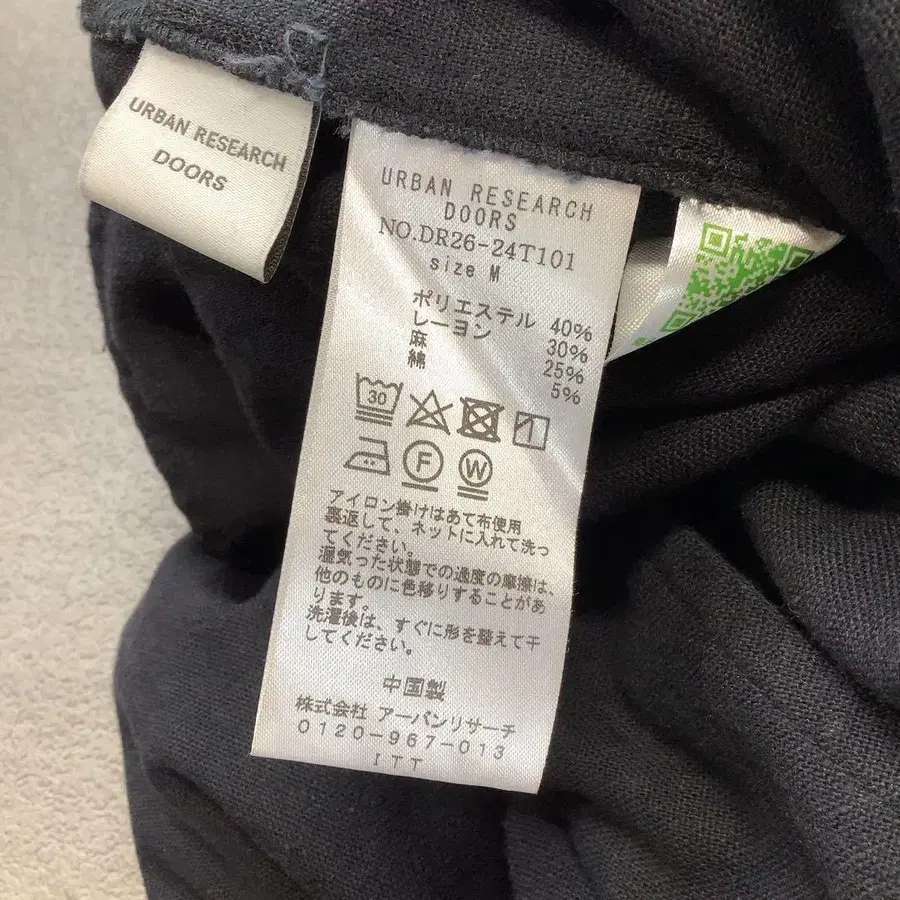 URBAN RESEARCH
DOORS
URBAN RESEARCH
DOORS
NO.DR26-24T101
size M
ポリエステル 40%
レーヨン 30%
麻 25%
綿 5%
30
F
W
アイロン掛けはあて布使用
裏返して、ネットに入れて洗っ
てください。
湿気った状態での過度の摩擦は、
他のものに色移りすることがあ
ります。
洗濯後は、すぐに形を整えて干
してください。
中国製
株式会社 アーバンリサーチ
0120-967-013
ITT